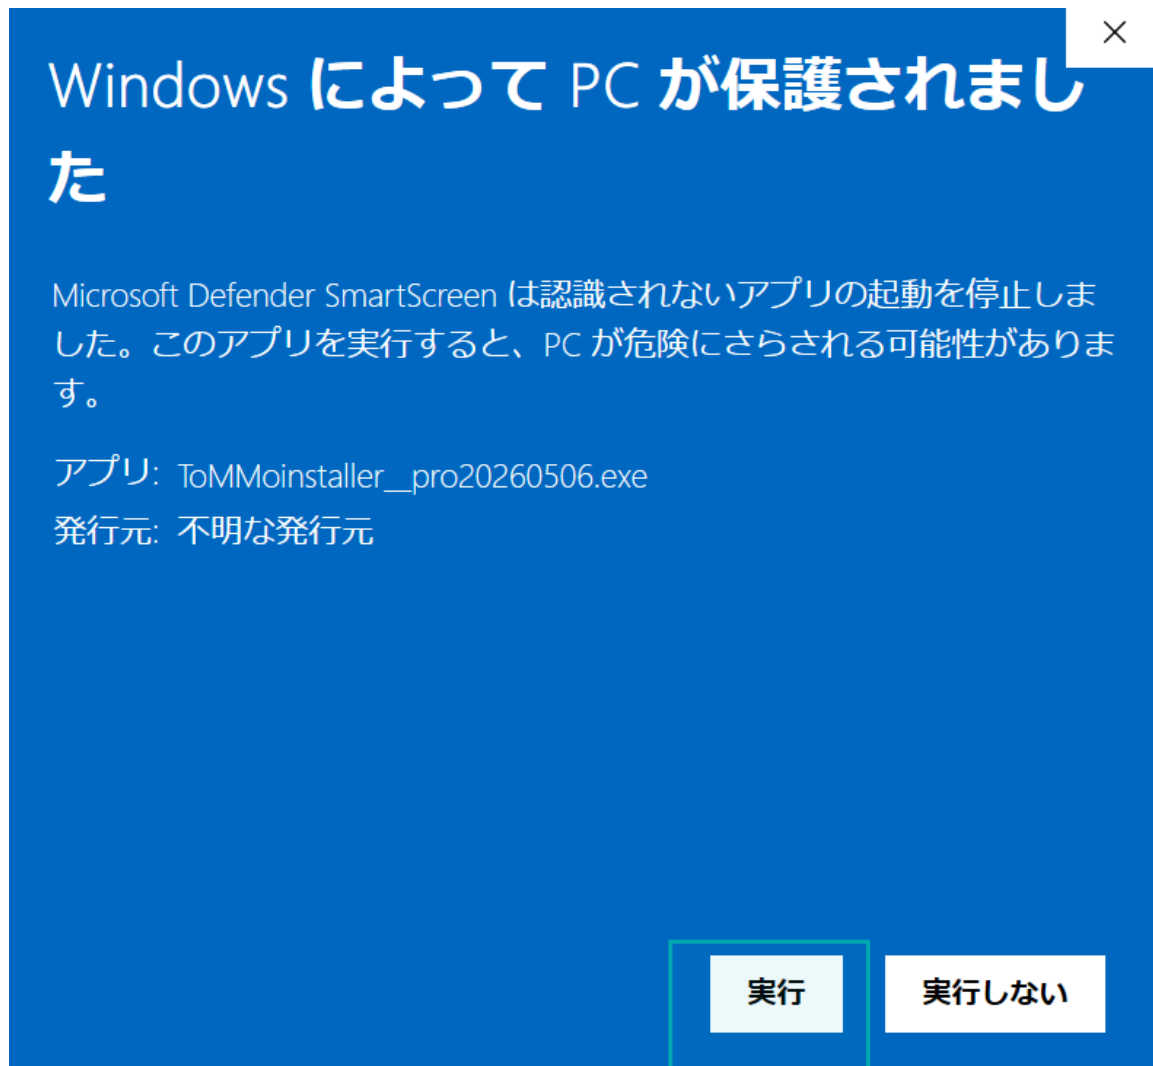 Windows によって PC が保護されまし
た
Microsoft Defender SmartScreen は認識されないアプリの起動を停止しま
した。このアプリを実行すると、PC が危険にさらされる可能性がありま
す。
アプリ: ToMMoinstaller__pro20260506.exe
発行元: 不明な発行元
実行 実行しない